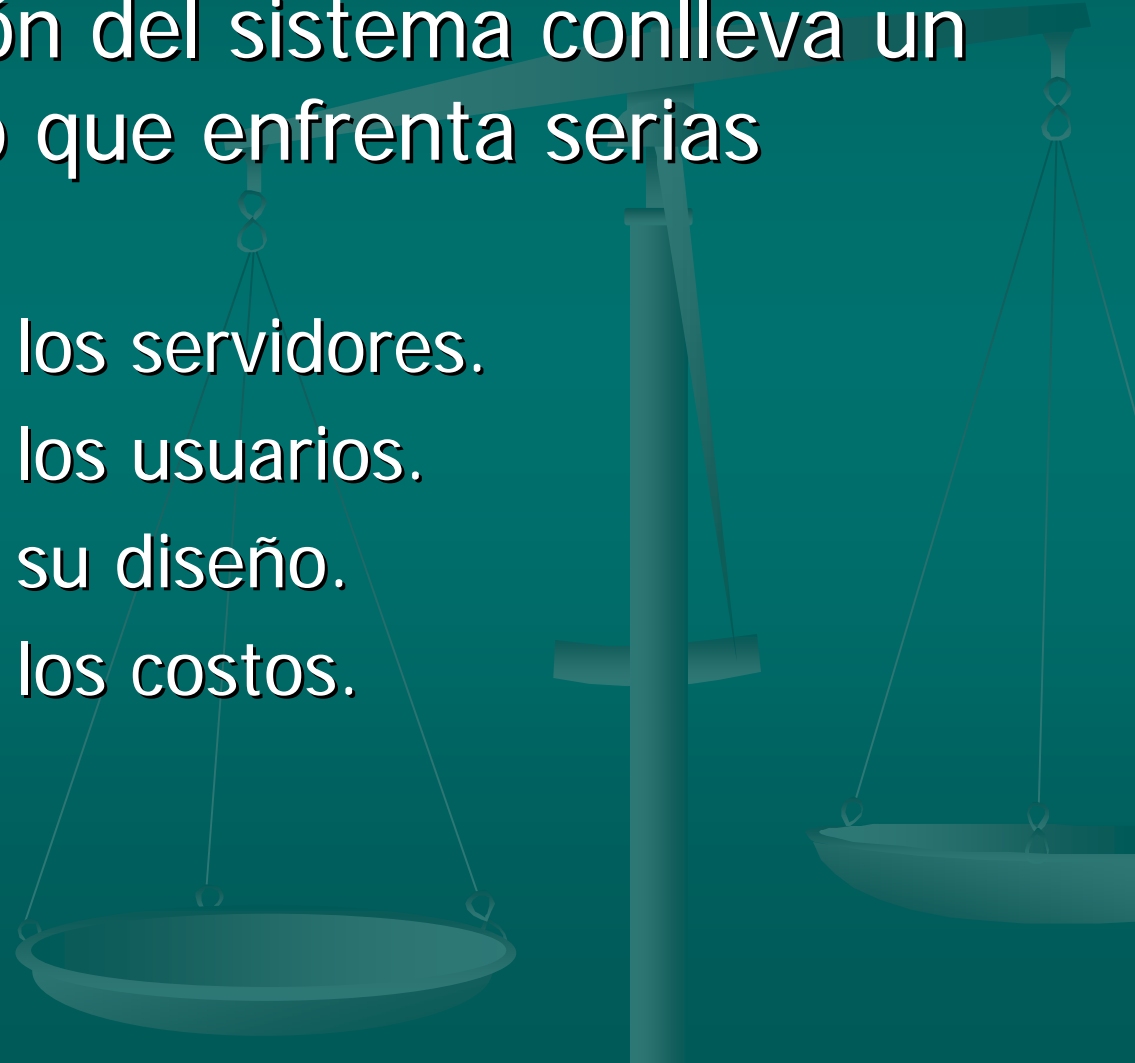 ón del sistema conlleva un
que enfrenta serias
los servidores.
los usuarios.
su diseño.
los costos.